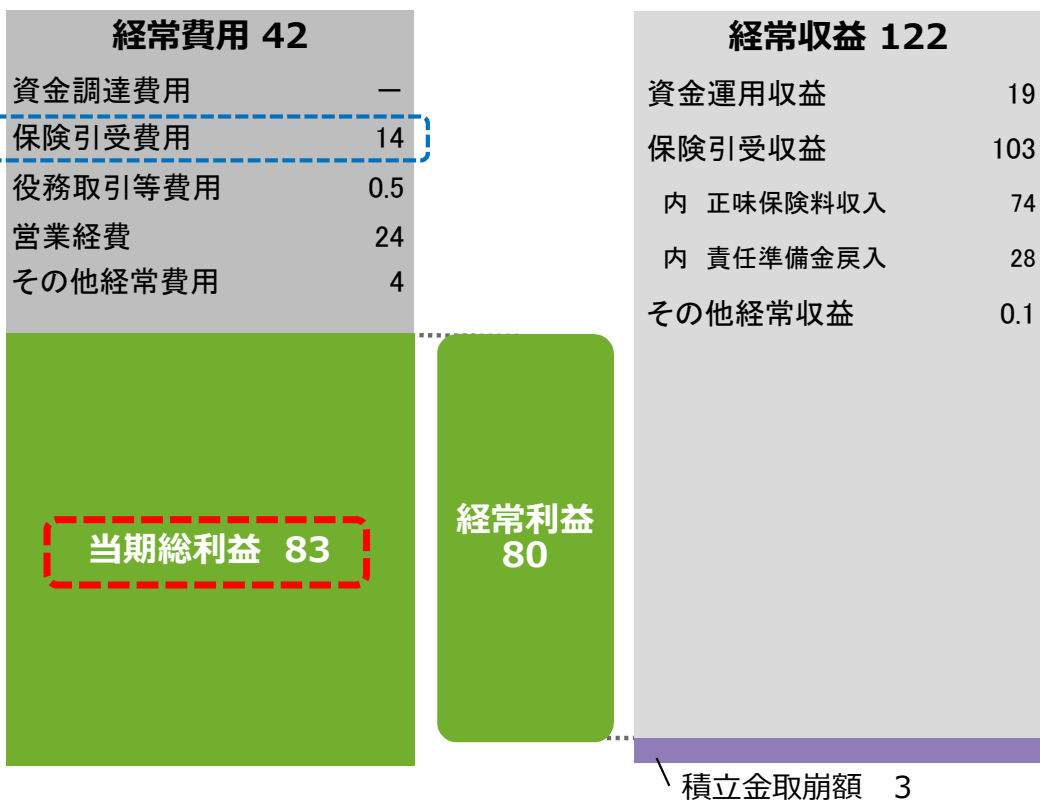 経常費用 42
資金調達費用 ―
保険引受費用 14
役務取引等費用 0.5
営業経費 24
その他経常費用 4
当期総利益 83
経常利益
80
経常収益 122
資金運用収益 19
保険引受収益 103
内 正味保険料収入 74
内 責任準備金戻入 28
その他経常収益 0.1
積立金取崩額 3